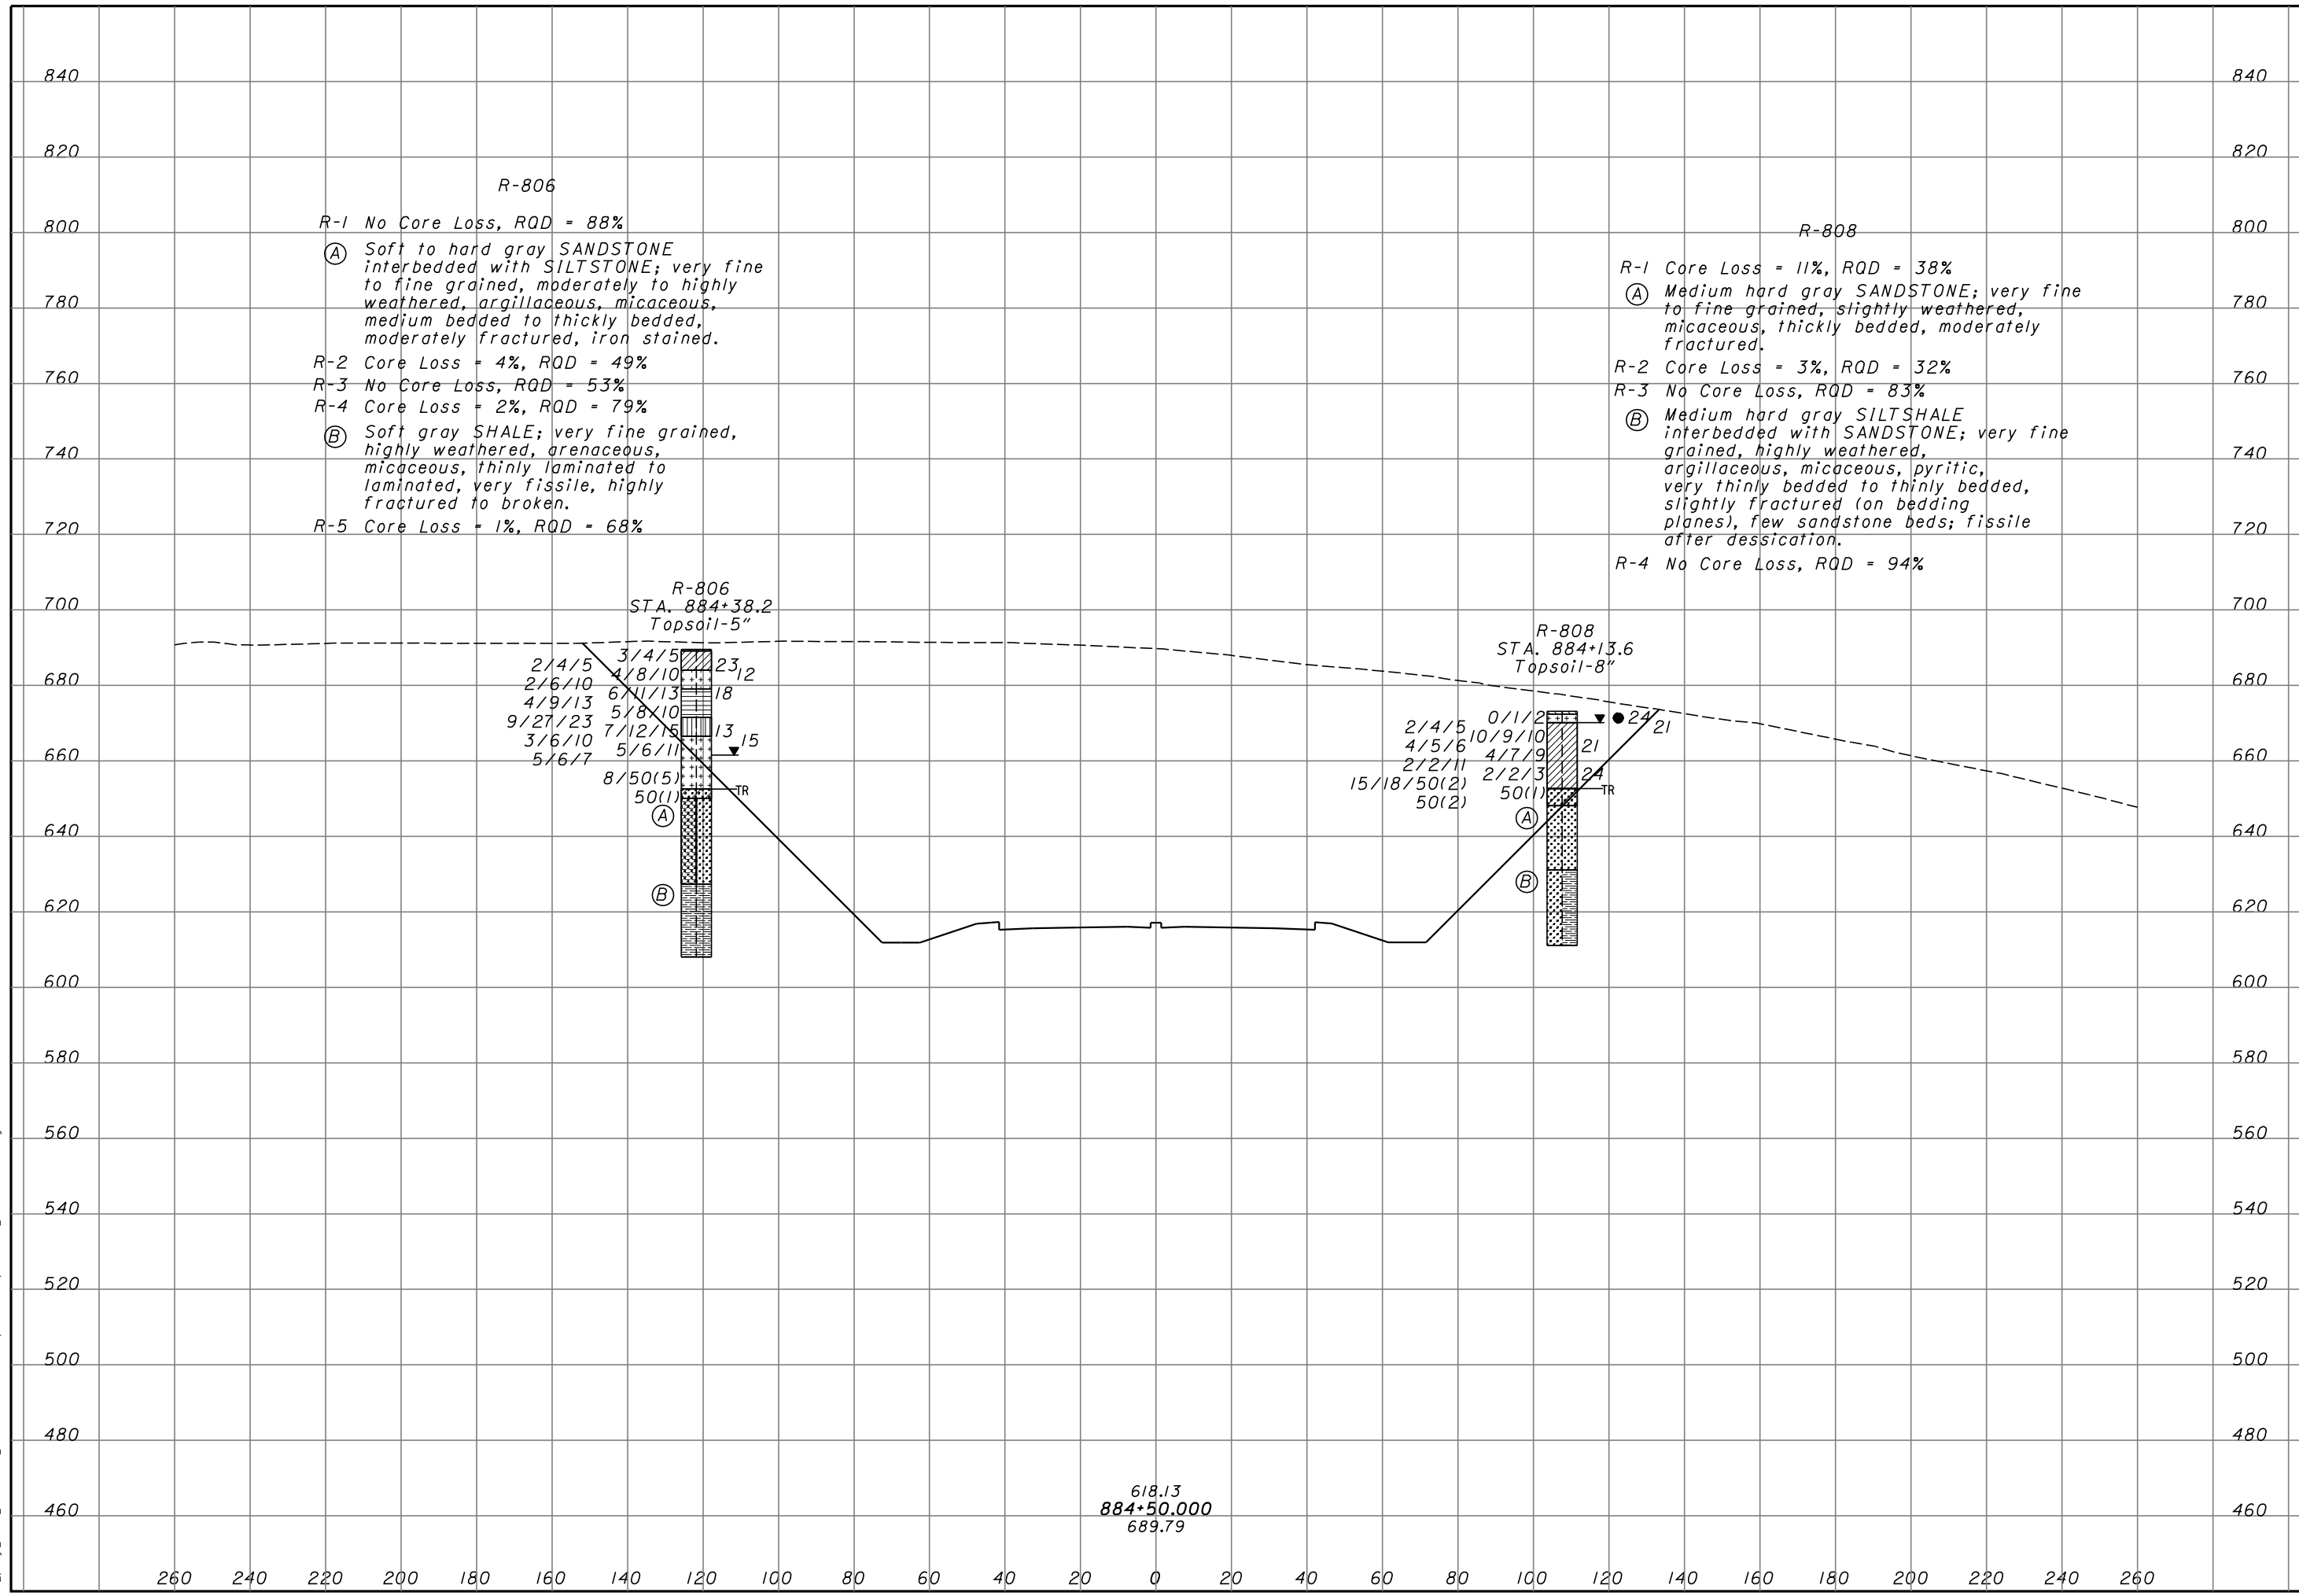 840 840
820 820
R-806
R-1 No Core Loss, RQD = 88%
800 800
A Soft to hard gray SANDSTONE
interbedded with SILTSTONE; very fine
to fine grained, moderately to highly
weathered, argillaceous, micaceous,
medium bedded to thickly bedded,
moderately fractured, iron stained.
780 780
R-2 Core Loss = 4%, RQD = 49%
R-3 No Core Loss, RQD = 53%
R-4 Core Loss = 2%, RQD = 79%
760 760
B Soft gray SHALE; very fine grained,
highly weathered, arenaceous,
micaceous, thinly laminated to
laminated, very fissile, highly
fractured to broken.
740 740
R-5 Core Loss = 1%, RQD = 68%
720 720
R-808
R-1 Core Loss = 11%, RQD = 38%
A Medium hard gray SANDSTONE; very fine
to fine grained, slightly weathered,
micaceous, thickly bedded, moderately
fractured.
R-2 Core Loss = 3%, RQD = 32%
R-3 No Core Loss, RQD = 83%
B Medium hard gray SILTSHALE
interbedded with SANDSTONE; very fine
grained, highly weathered,
argillaceous, micaceous, pyritic,
very thinly bedded to thinly bedded,
slightly fractured (on bedding
planes), few sandstone beds; fissile
after dessication.
R-4 No Core Loss, RQD = 94%
700 700
R-806
STA. 884+38.2
Topsoil-5"
3/4/5
2/4/5 23
4/8/10 12
2/6/10
6/11/13 18
4/9/13
5/8/10
9/27/23
7/12/15 13
3/6/10 15
5/6/11
5/6/7
8/50(5)
50(1) TR
A
B
R-808
STA. 884+13.6
Topsoil-8"
0/1/2 24
2/4/5 21
10/9/10
4/5/6 21
4/7/9
2/2/11
2/2/3 24
15/18/50(2)
50(1) TR
50(2)
A
B
680 680
660 660
640 640
620 620
600 600
580 580
560 560
540 540
520 520
500 500
480 480
618.13
460 884+50.000 460
689.79
260 240 220 200 180 160 140 120 100 80 60 40 20 0 20 40 60 80 100 120 140 160 180 200 220 240 260